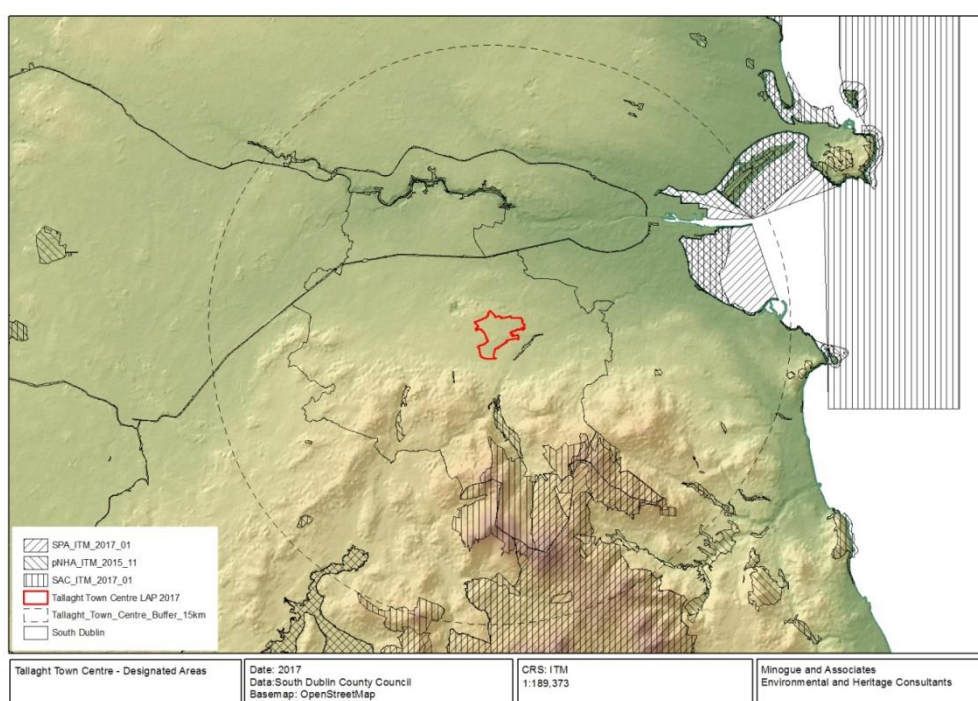 SPA_ITM_2017_01
pNHA_ITM_2015_11
SAC_ITM_2017_01
Tallaght Town Centre LAP 2017
Tallaght_Town_Centre_Buffer_15km
South Dublin
Tallaght Town Centre - Designated Areas
Date: 2017
Data:South Dublin County Council
Basemap: OpenStreetMap
CRS: ITM
1:189,373
Minogue and Associates
Environmental and Heritage Consultants